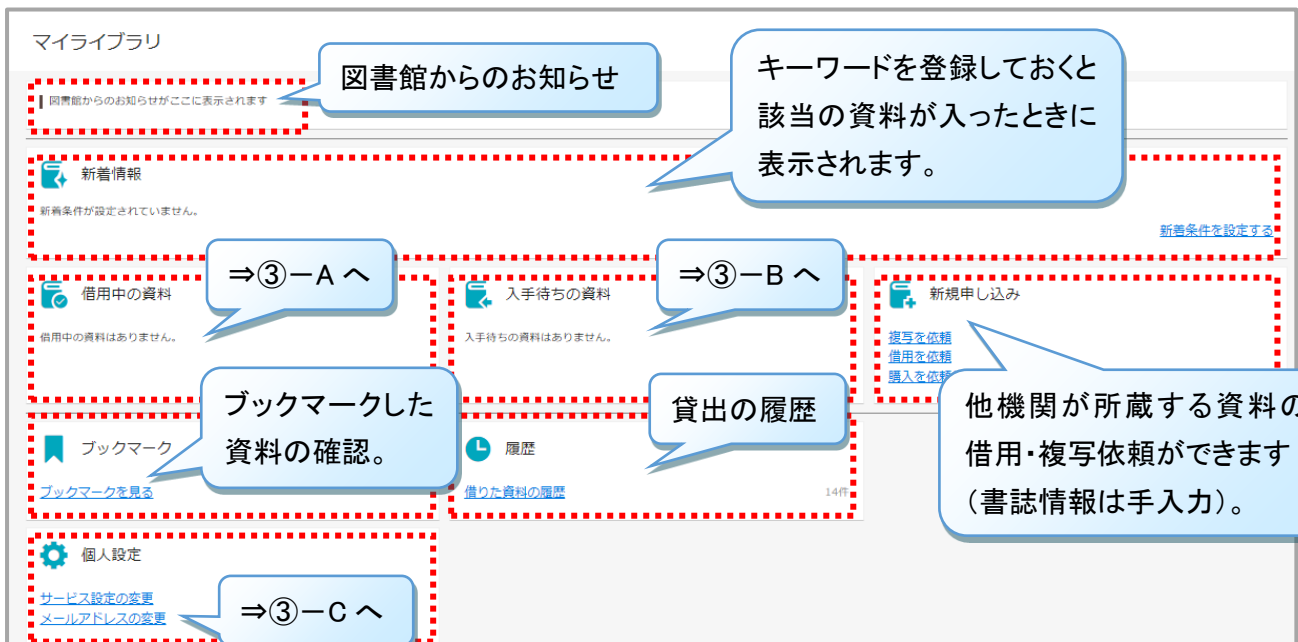 マイライブラリ
図書館からのお知らせ
キーワードを登録しておくと
該当の資料が入ったときに
表示されます。
図書館からのお知らせがここに表示されます
新着情報
新着条件が設定されていません。
新着条件を設定する
⇒③－A へ
⇒③－B へ
借用中の資料
借用中の資料はありません。
入手待ちの資料
入手待ちの資料はありません。
新規申し込み
複写を依頼
借用を依頼
購入を依頼
ブックマークした
資料の確認。
貸出の履歴
他機関が所蔵する資料の
借用・複写依頼ができます
（書誌情報は手入力）。
ブックマーク
ブックマークを見る
履歴
借りた資料の履歴
14件
個人設定
サービス設定の変更
メールアドレスの変更
⇒③－C へ